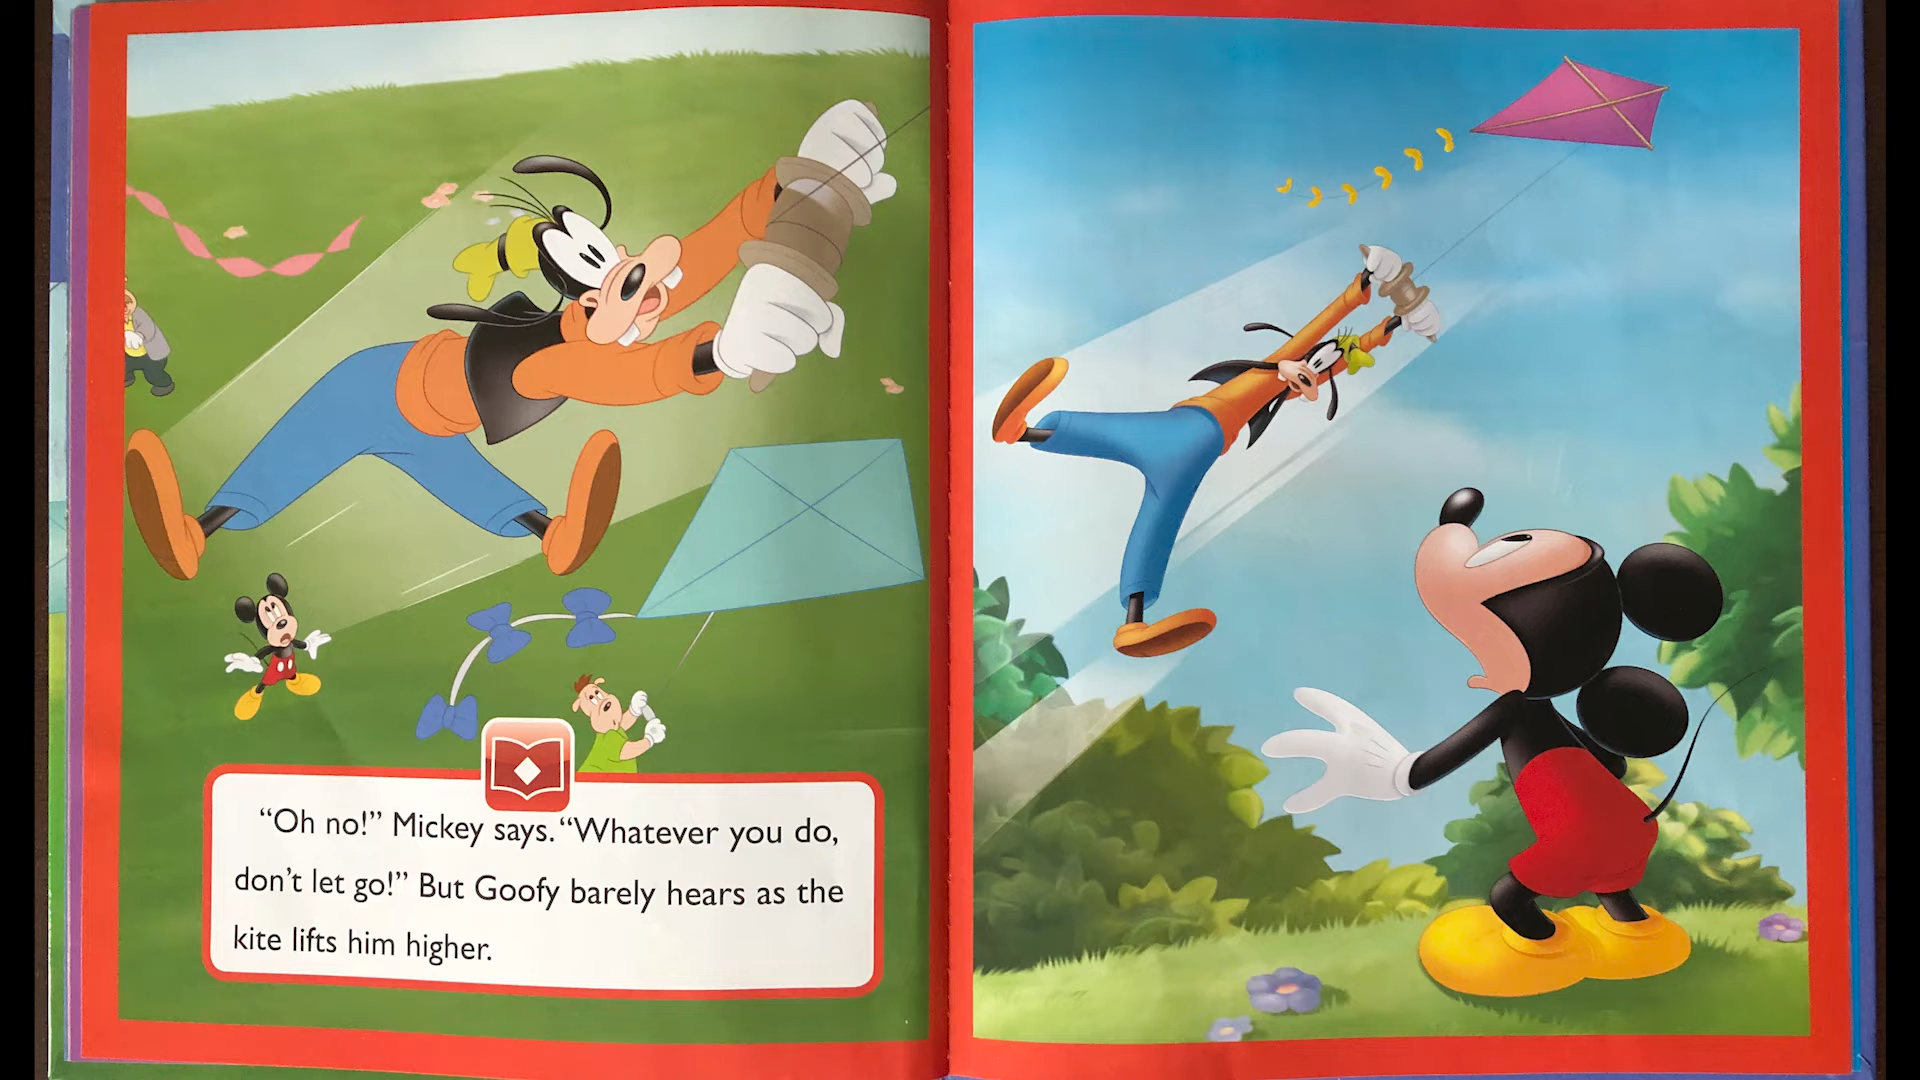 “Oh no!” Mickey says. “Whatever you do,
don’t let go!” But Goofy barely hears as the
kite lifts him higher.